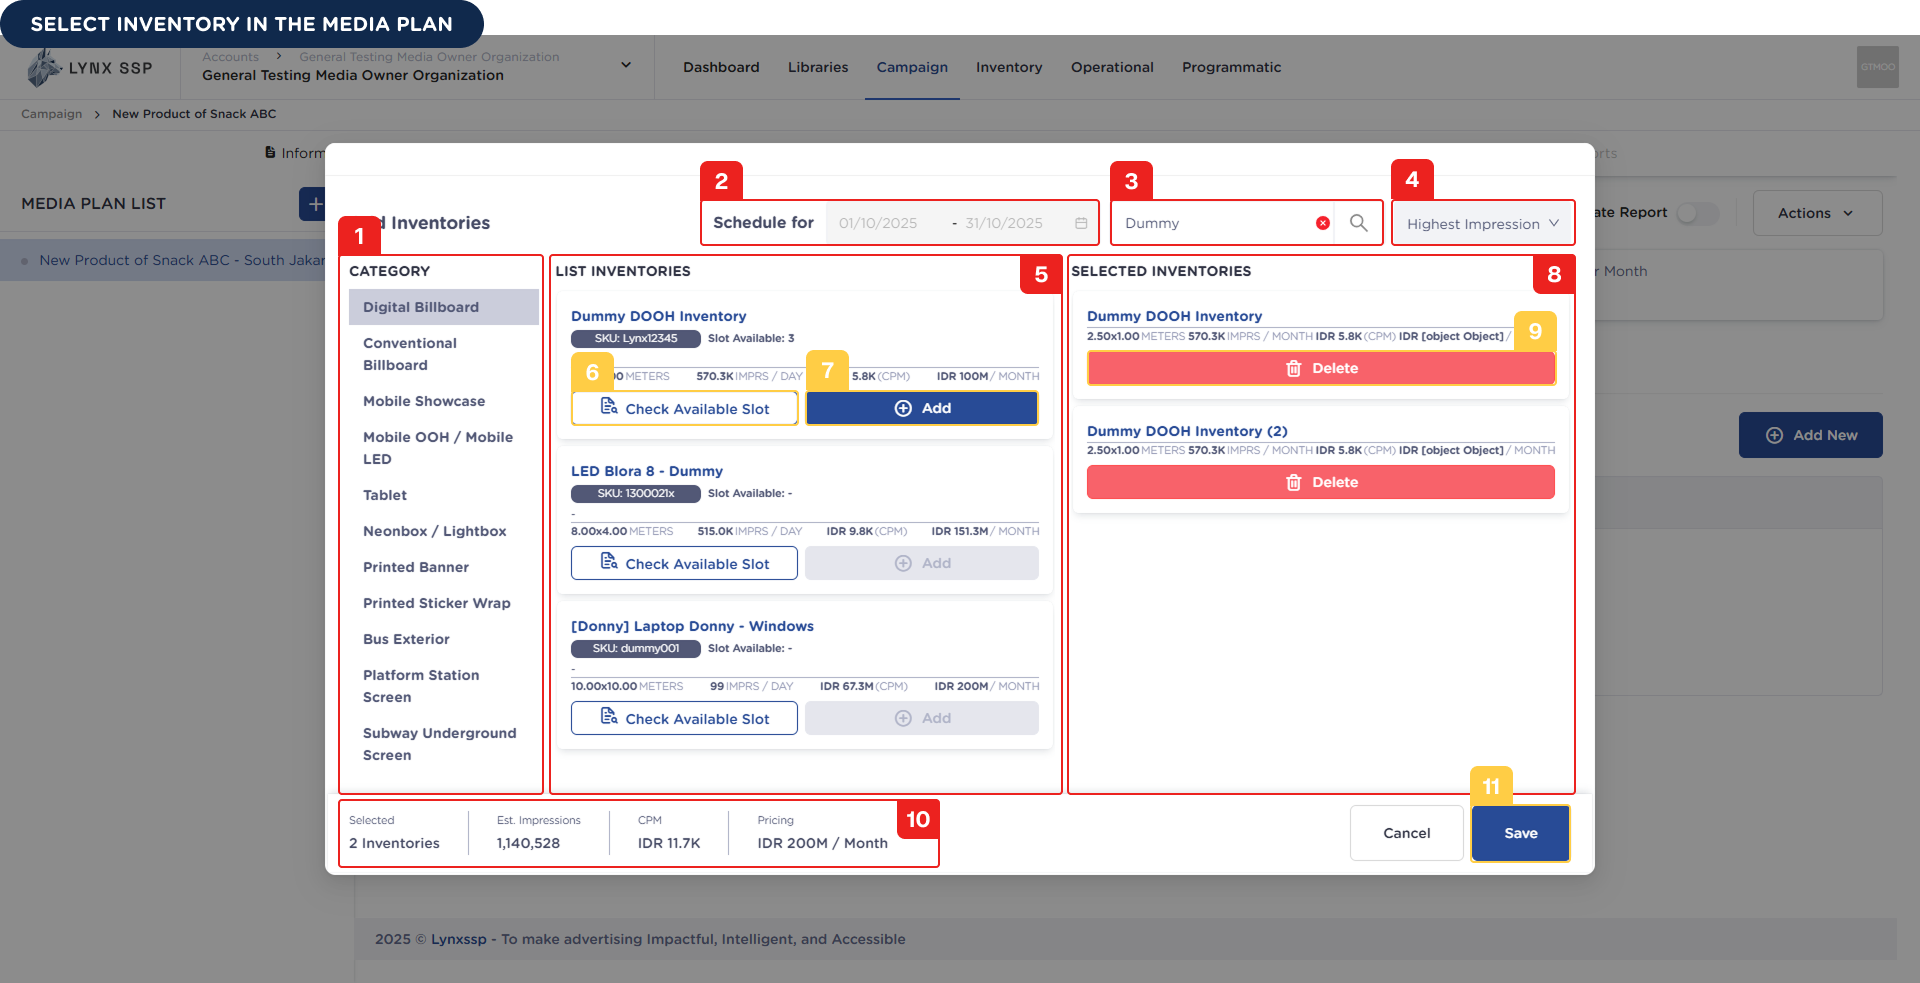 SELECT INVENTORY IN THE MEDIA PLAN
LYNX SSP
Accounts > General Testing Media Owner Organization
General Testing Media Owner Organization
Dashboard
Libraries
Campaign
Inventory
Operational
Programmatic
GTMOO
Campaign > New Product of Snack ABC
Inform
orts
MEDIA PLAN LIST
+
New Product of Snack ABC - South Jakar
ate Report
Actions
r Month
Add New
d Inventories
1
2
Schedule for 01/10/2025 - 31/10/2025
3
Dummy
4
Highest Impression
CATEGORY
Digital Billboard
Conventional
Billboard
Mobile Showcase
Mobile OOH / Mobile
LED
Tablet
Neonbox / Lightbox
Printed Banner
Printed Sticker Wrap
Bus Exterior
Platform Station
Screen
Subway Underground
Screen
LIST INVENTORIES
5
Dummy DOOH Inventory
SKU: Lynx12345 Slot Available: 3
6
7
00 METERS 570.3K IMPRS / DAY 5.8K (CPM) IDR 100M / MONTH
Check Available Slot
Add
LED Blora 8 - Dummy
SKU: 1300021x Slot Available: -
-
8.00x4.00 METERS 515.0K IMPRS / DAY IDR 9.8K (CPM) IDR 151.3M / MONTH
Check Available Slot
Add
[Donny] Laptop Donny - Windows
SKU: dummy001 Slot Available: -
-
10.00x10.00 METERS 99 IMPRS / DAY IDR 67.3M (CPM) IDR 200M / MONTH
Check Available Slot
Add
SELECTED INVENTORIES
8
Dummy DOOH Inventory
9
2.50x1.00 METERS 570.3K IMPRS / MONTH IDR 5.8K (CPM) IDR [object Object] /
Delete
Dummy DOOH Inventory (2)
2.50x1.00 METERS 570.3K IMPRS / MONTH IDR 5.8K (CPM) IDR [object Object] / MONTH
Delete
10
Selected
2 Inventories
Est. Impressions
1,140,528
CPM
IDR 11.7K
Pricing
IDR 200M / Month
Cancel
11
Save
2025 © Lynxssp - To make advertising Impactful, Intelligent, and Accessible